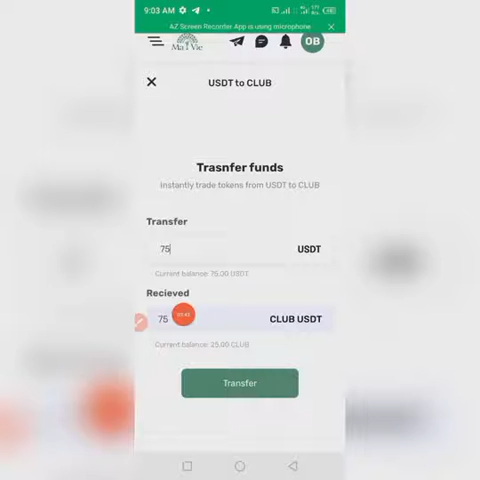 9:03 AM
AZ Screen Recorder App is using microphone
Ma Vie
OB
USDT to CLUB
Trasnfer funds
Instantly trade tokens from USDT to CLUB
Transfer
75 USDT
Current balance: 75.00 USDT
Recieved
75 CLUB USDT
Current balance: 25.00 CLUB
Transfer